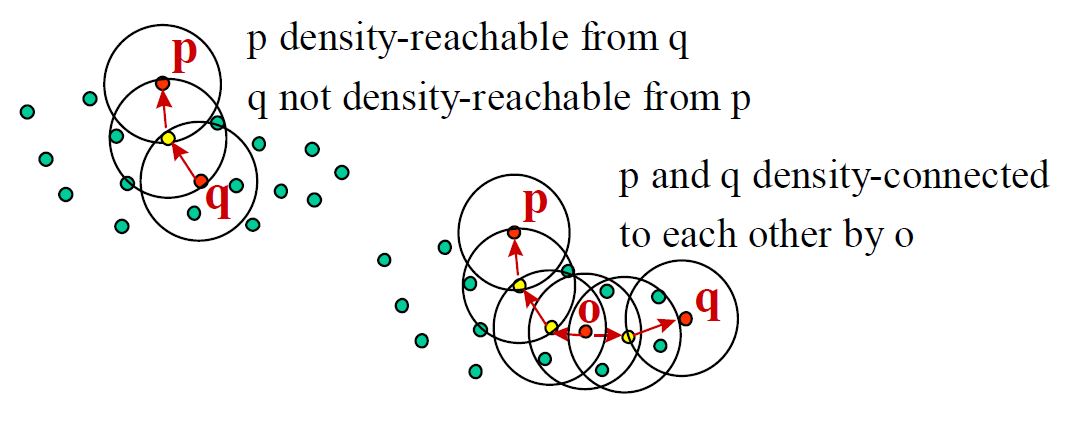 p
p density-reachable from q
q not density-reachable from p
q
p and q density-connected
to each other by o
p
o
q